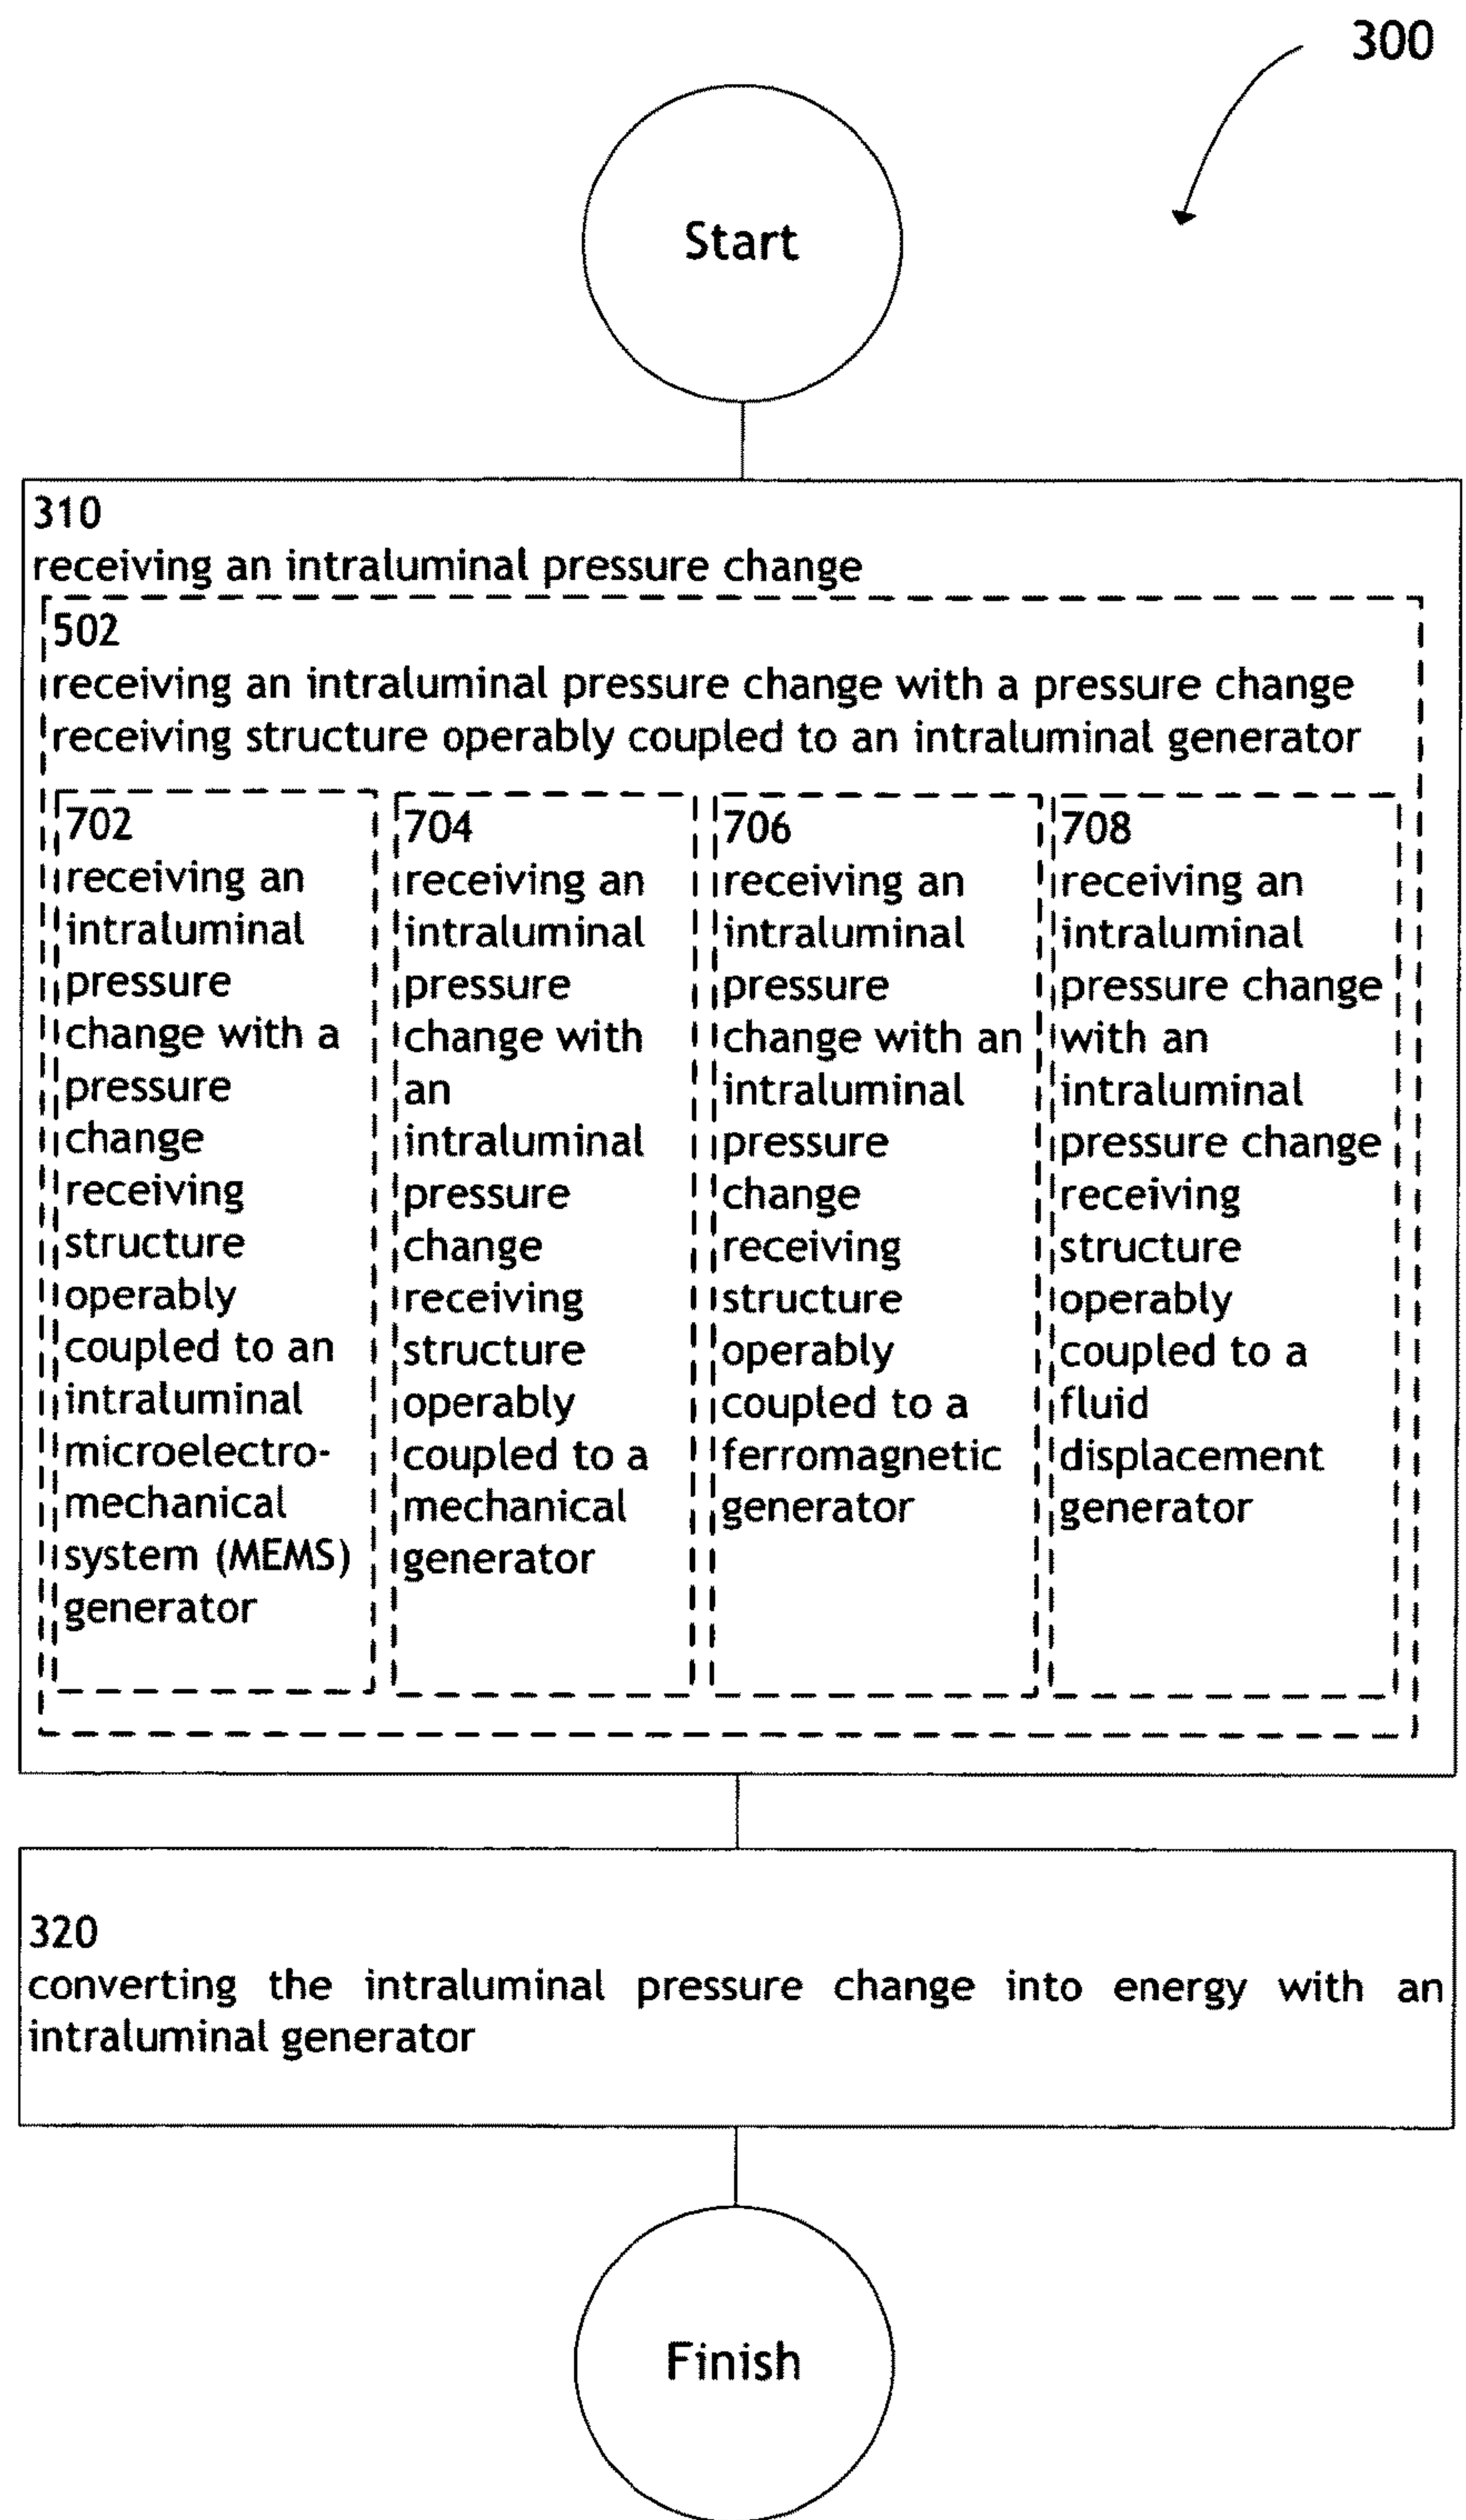 300
Start
310
receiving an intraluminal pressure change
502
receiving an intraluminal pressure change with a pressure change
receiving structure operably coupled to an intraluminal generator
702
receiving an
intraluminal
pressure
change with a
pressure
change
receiving
structure
operably
coupled to an
intraluminal
microelectro-
mechanical
system (MEMS)
generator
704
receiving an
intraluminal
pressure
change with
an
intraluminal
pressure
change
receiving
structure
operably
coupled to a
mechanical
generator
706
receiving an
intraluminal
pressure
change with an
intraluminal
pressure
change
receiving
structure
operably
coupled to a
ferromagnetic
generator
708
receiving an
intraluminal
pressure change
with an
intraluminal
pressure change
receiving
structure
operably
coupled to a
fluid
displacement
generator
320
converting the intraluminal pressure change into energy with an
intraluminal generator
Finish